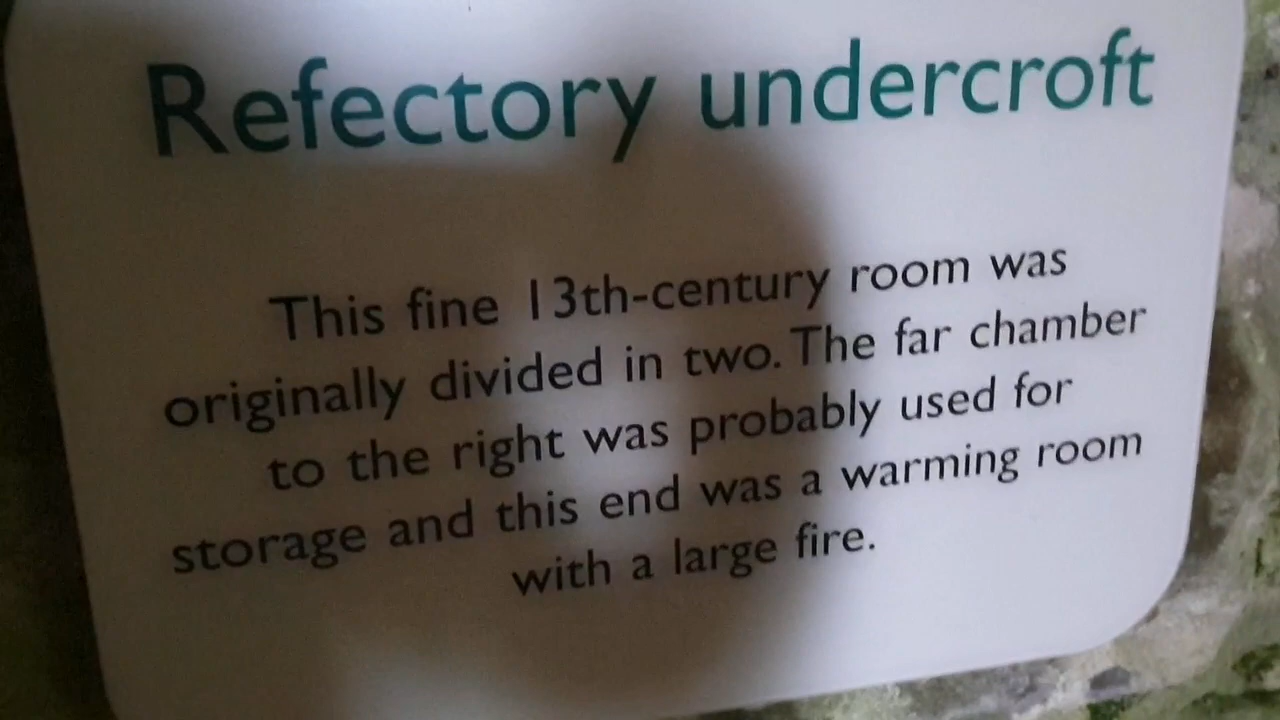 Refectory undercroft
This fine 13th-century room was
originally divided in two. The far chamber
to the right was probably used for
storage and this end was a warming room
with a large fire.